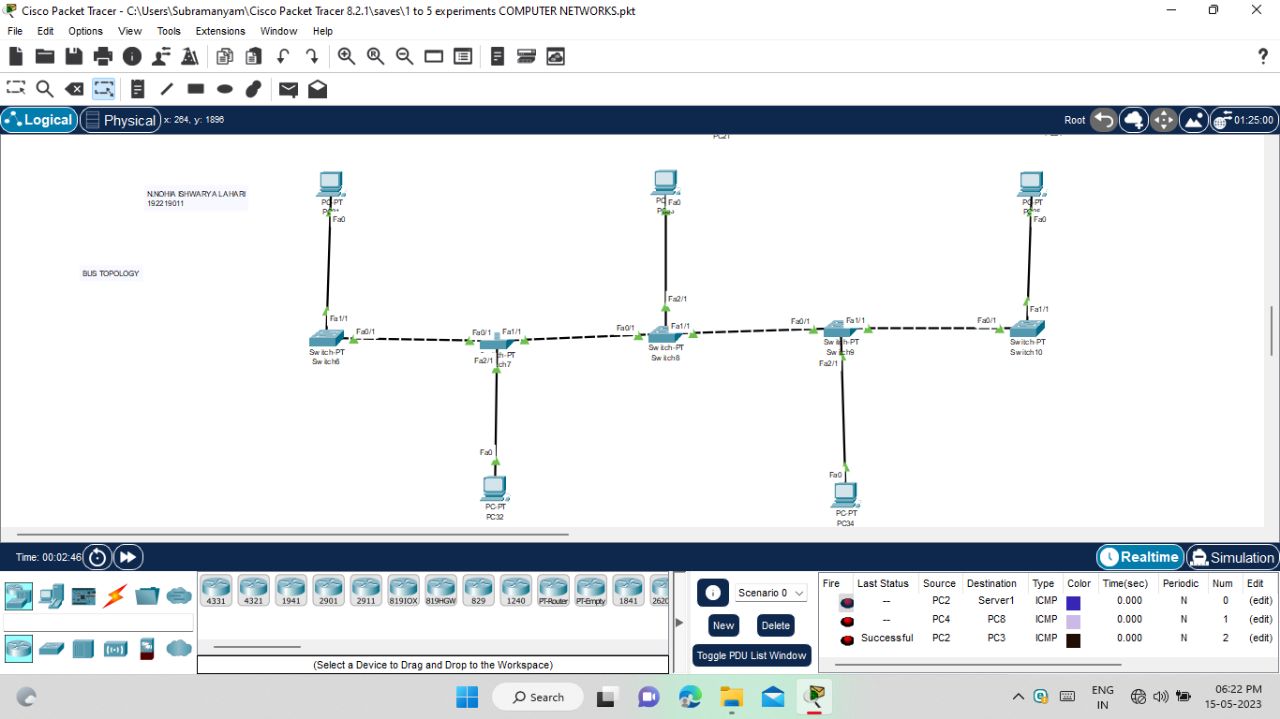 Cisco Packet Tracer - C:\Users\Subramanyam\Cisco Packet Tracer 8.2.1\saves\1 to 5 experiments COMPUTER NETWORKS.pkt
File Edit Options View Tools Extensions Window Help
Logical Physical x: 264, y: 1896 Root 01:25:00
N.NOHIA ISHWARYA LAHARI
192219011
BUS TOPOLOGY
PC-PT
Fa0
Fa0
PC-PT
Fa0
Fa2/1
Fa1/1
Fa0/1
Switch-PT
Switch6
Fa0/1
Fa1/1
Fa2/1
Fa0/1
Fa1/1
Switch-PT
Switch8
Fa0/1
Fa1/1
Switch-PT
Switch9
Fa2/1
Fa0/1
Fa1/1
Switch-PT
Switch10
Fa0
PC-PT
PC32
Fa0
PC-PT
PC34
Time: 00:02:46 Realtime Simulation
4331 4321 1941 2901 2911 819IOX 819HGW 829 1240 PT-Router PT-Empty 1841
(Select a Device to Drag and Drop to the Workspace)
Scenario 0
New Delete
Toggle PDU List Window
Fire Last Status Source Destination Type Color Time(sec) Periodic Num Edit
-- PC2 Server1 ICMP 0.000 N 0 (edit)
-- PC4 PC8 ICMP 0.000 N 1 (edit)
Successful PC2 PC3 ICMP 0.000 N 2 (edit)
Search
ENG
IN
06:22 PM
15-05-2023